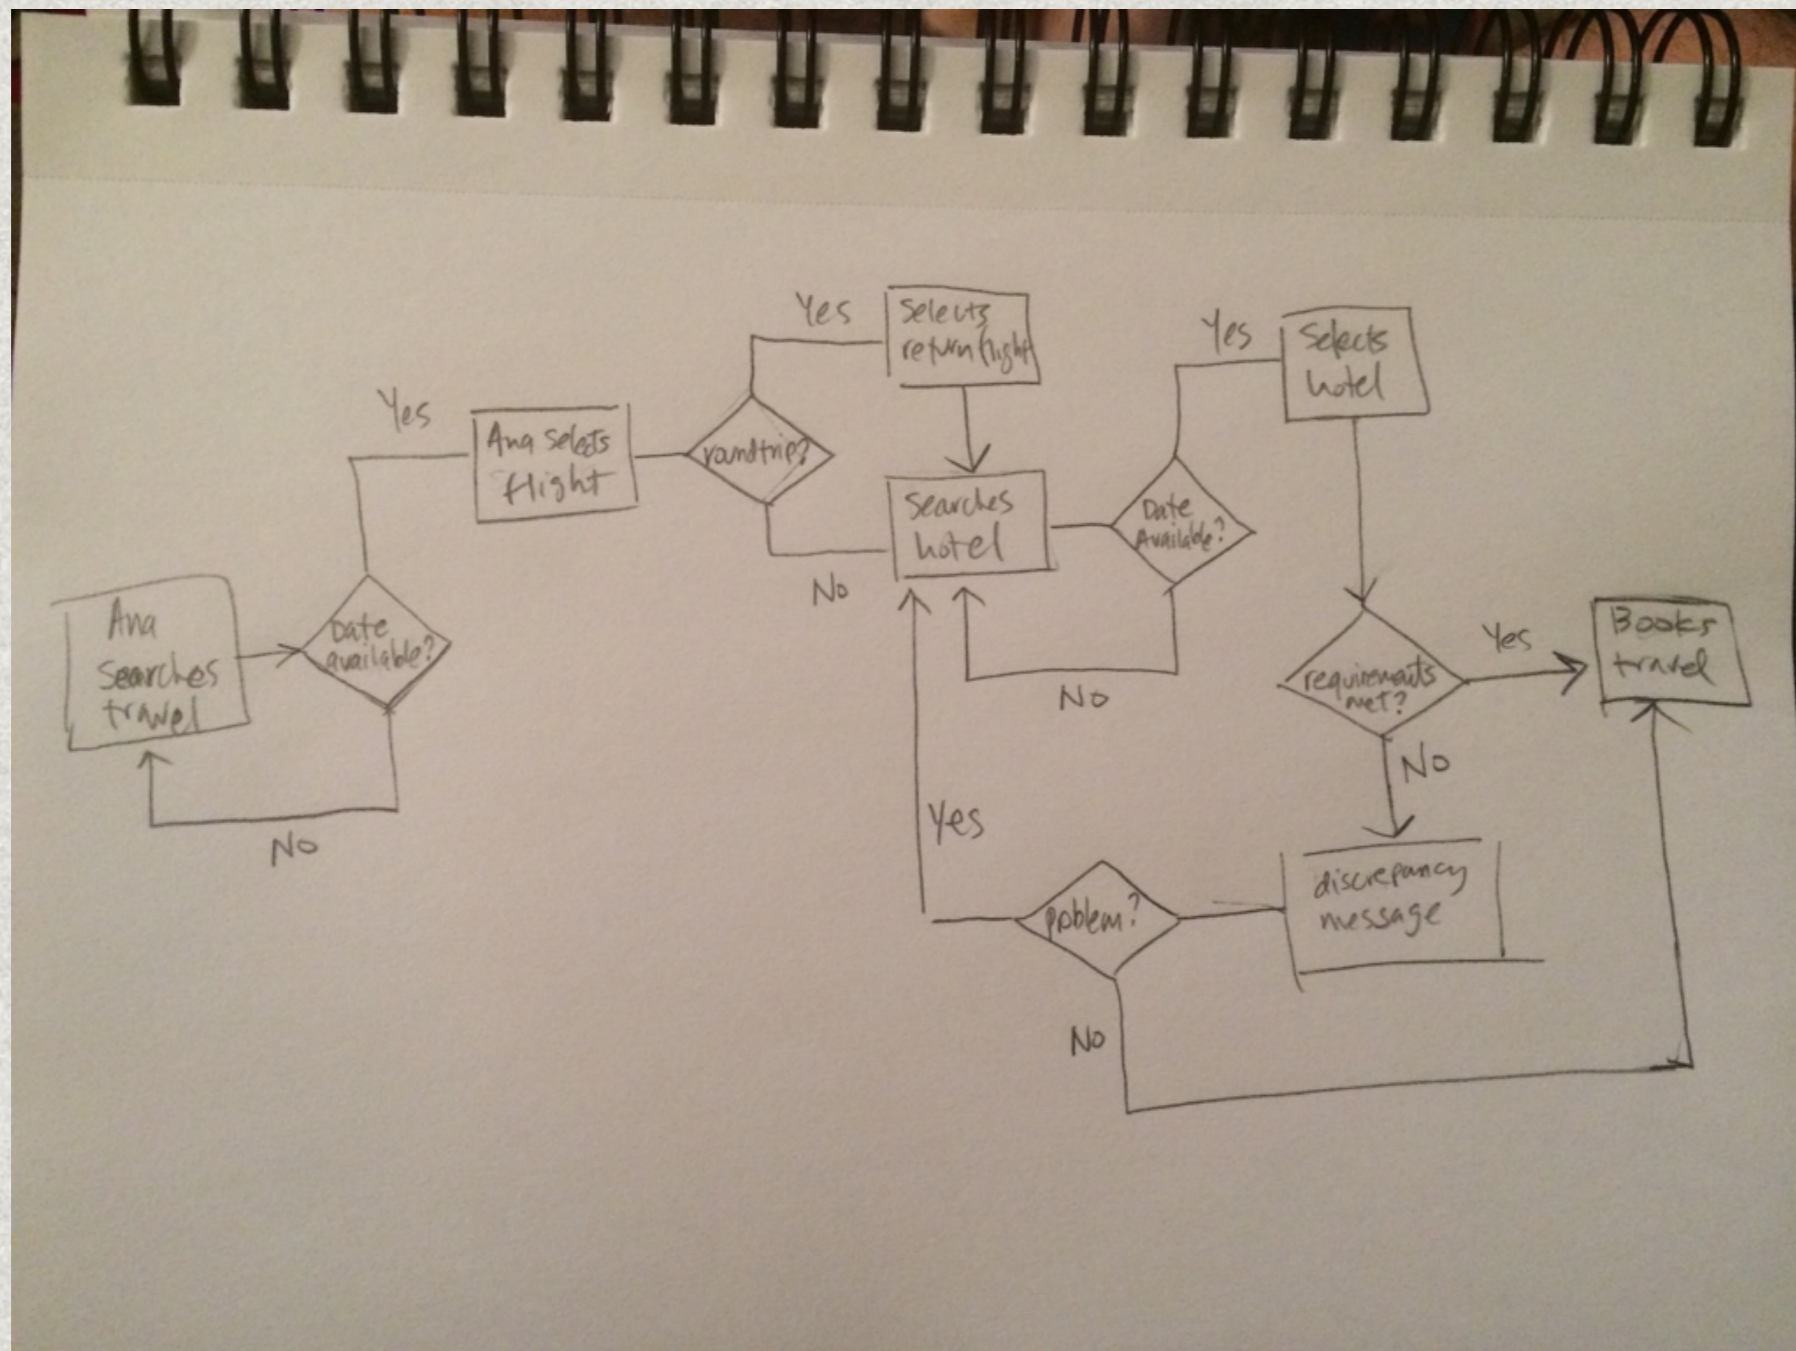 Ana
Searches
travel
Date
available?
No
Yes
Ana selects
flight
roundtrip?
Yes
No
Selects
return flight
Searches
hotel
Date
Available?
No
Yes
Selects
hotel
requirements
met?
Yes
Books
travel
No
discrepancy
message
problem?
Yes
No